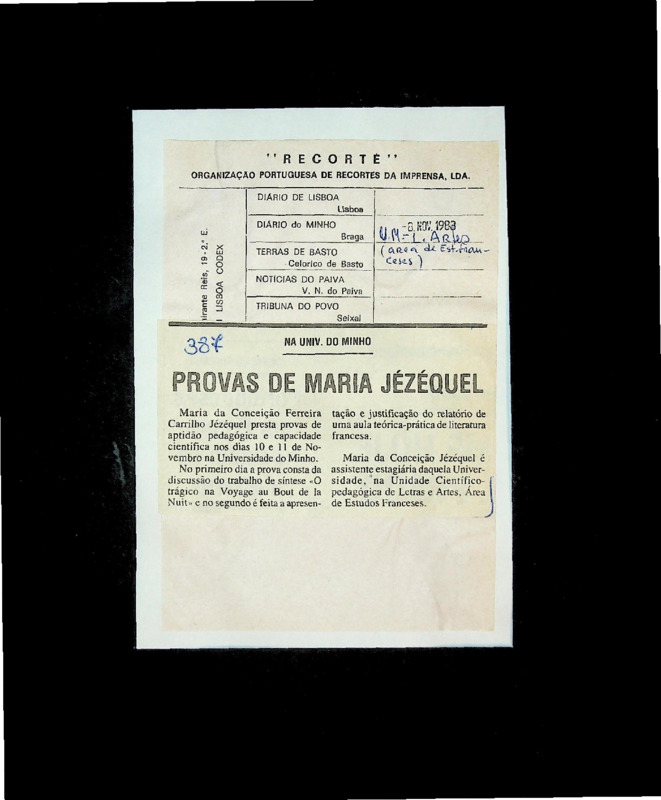 "RECORTE"
ORGANIZAÇÃO PORTUGUESA DE RECORTES DA IMPRENSA, LDA.
DIÁRIO DE LISBOA
Lisboa
DIÁRIO do MINHO
Braga
-8. NOV. 1983
U.M.-L. Artes
(área de Est. Fran-
ceses)
TERRAS DE BASTO
Celorico de Basto
NOTÍCIAS DO PAIVA
V. N. do Paiva
TRIBUNA DO POVO
Seixal
irante Reis, 19 - 2.º E.
LISBOA CODEX
387
NA UNIV. DO MINHO
PROVAS DE MARIA JÉZÉQUEL
Maria da Conceição Ferreira
Carrilho Jézéquel presta provas de
aptidão pedagógica e capacidade
científica nos dias 10 e 11 de No-
vembro na Universidade do Minho.
No primeiro dia a prova consta da
discussão do trabalho de síntese «O
trágico na Voyage au Bout de la
Nuit» e no segundo é feita a apresen-
tação e justificação do relatório de
uma aula teórica-prática de literatura
francesa.
Maria da Conceição Jézéquel é
assistente estagiária daquela Univer-
sidade, na Unidade Científico-
pedagógica de Letras e Artes, Área
de Estudos Franceses.